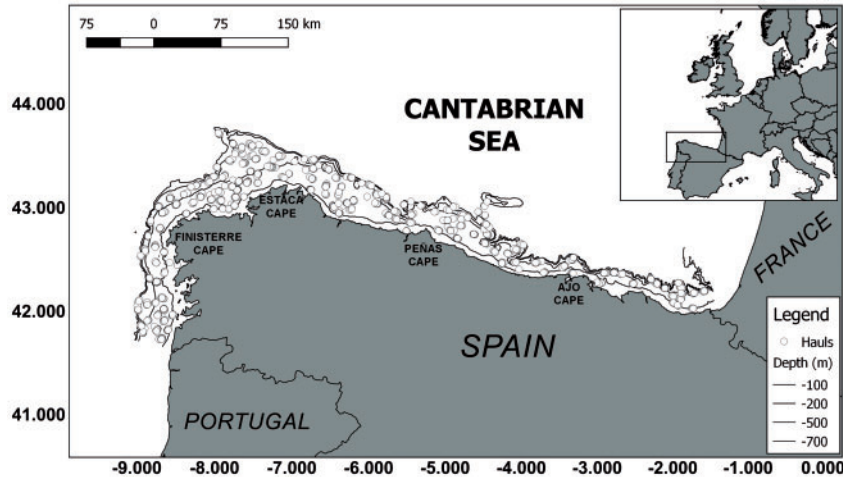 75 0 75 150 km
44.000
43.000
42.000
41.000
CANTABRIAN
SEA
ESTACA
CAPE
FINISTERRE
CAPE
PEÑAS
CAPE
AJO
CAPE
FRANCE
SPAIN
PORTUGAL
Legend
Hauls
Depth (m)
-100
-200
-500
-700
-9.000 -8.000 -7.000 -6.000 -5.000 -4.000 -3.000 -2.000 -1.000 0.000